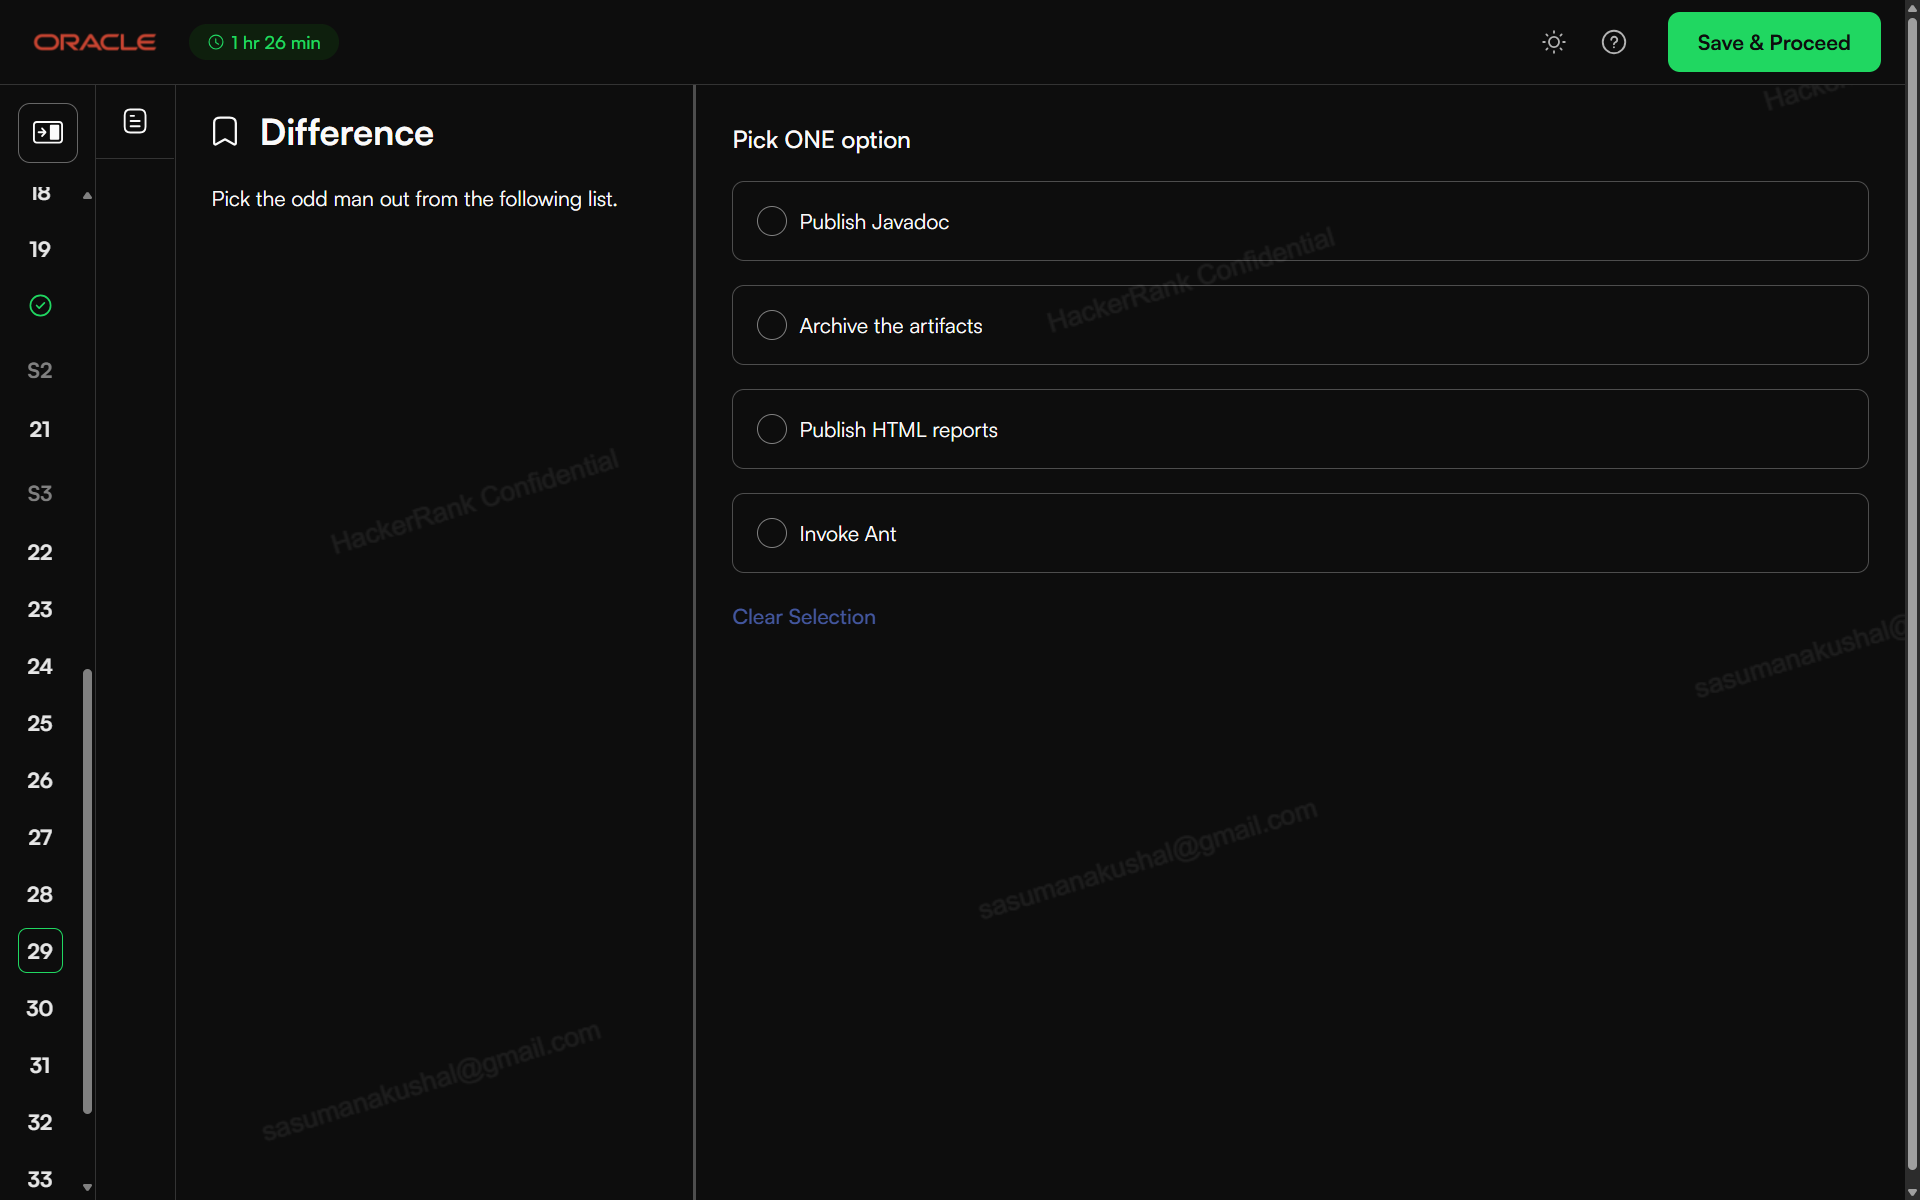 ORACLE
1 hr 26 min
Save & Proceed
18
19
S2
21
S3
22
23
24
25
26
27
28
29
30
31
32
33
Difference
Pick the odd man out from the following list.
Pick ONE option
Publish Javadoc
Archive the artifacts
Publish HTML reports
Invoke Ant
Clear Selection
HackerRank Confidential
HackerRank Confidential
sasumanakushal@gmail.com
sasumanakushal@gmail.com
sasumanakushal@